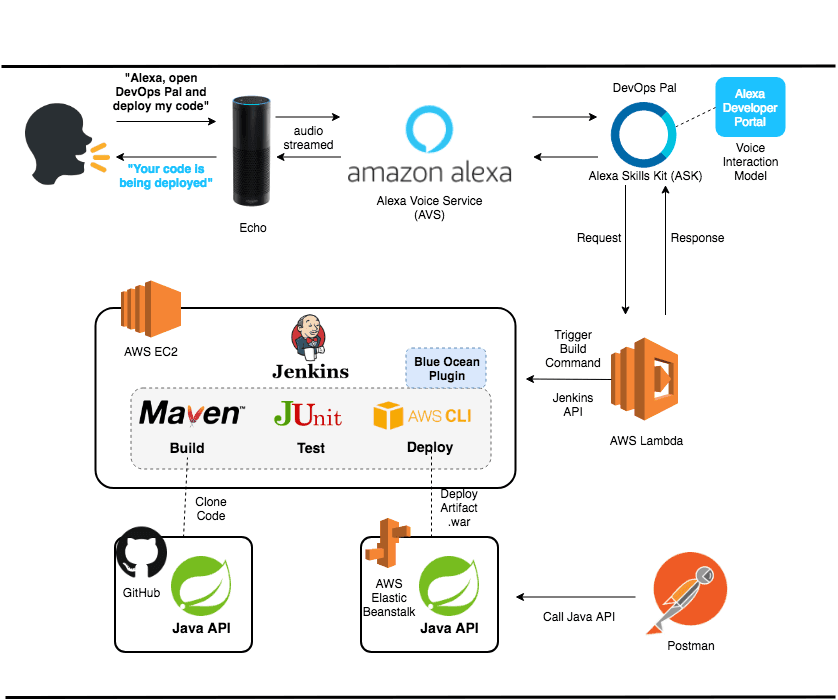 "Alexa, open
DevOps Pal and
deploy my code"
"Your code is
being deployed"
Echo
audio
streamed
amazon alexa
Alexa Voice Service
(AVS)
DevOps Pal
Alexa Skills Kit (ASK)
Alexa
Developer
Portal
Voice
Interaction
Model
Request
Response
AWS EC2
Jenkins
Blue Ocean
Plugin
Maven™
Build
JUnit
Test
AWS CLI
Deploy
Trigger
Build
Command
Jenkins
API
AWS Lambda
Clone
Code
Deploy
Artifact
.war
GitHub
Java API
AWS
Elastic
Beanstalk
Java API
Call Java API
Postman